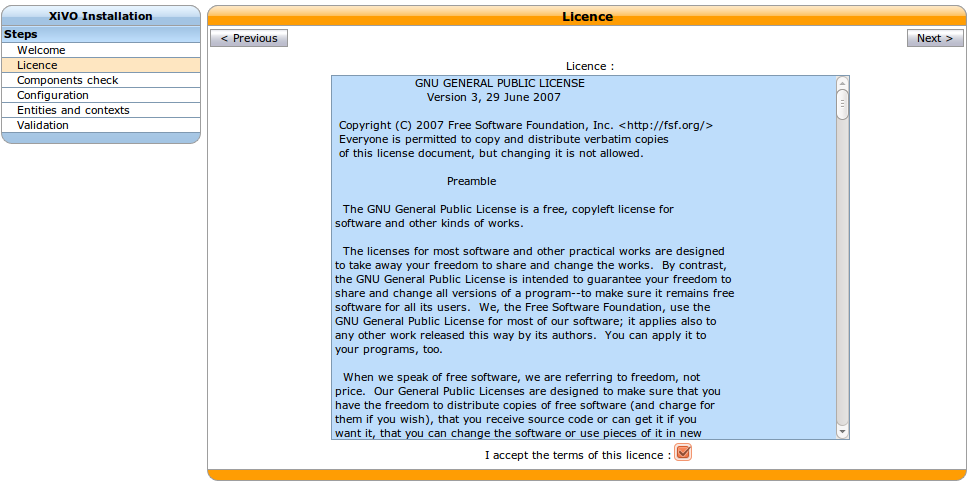 XiVO Installation
Steps
Welcome
Licence
Components check
Configuration
Entities and contexts
Validation
Licence
< Previous
Next >
Licence :
GNU GENERAL PUBLIC LICENSE
Version 3, 29 June 2007
Copyright (C) 2007 Free Software Foundation, Inc. <http://fsf.org/>
Everyone is permitted to copy and distribute verbatim copies
of this license document, but changing it is not allowed.
Preamble
The GNU General Public License is a free, copyleft license for
software and other kinds of works.
The licenses for most software and other practical works are designed
to take away your freedom to share and change the works.  By contrast,
the GNU General Public License is intended to guarantee your freedom to
share and change all versions of a program--to make sure it remains free
software for all its users.  We, the Free Software Foundation, use the
GNU General Public License for most of our software; it applies also to
any other work released this way by its authors.  You can apply it to
your programs, too.
When we speak of free software, we are referring to freedom, not
price.  Our General Public Licenses are designed to make sure that you
have the freedom to distribute copies of free software (and charge for
them if you wish), that you receive source code or can get it if you
want it, that you can change the software or use pieces of it in new
I accept the terms of this licence :